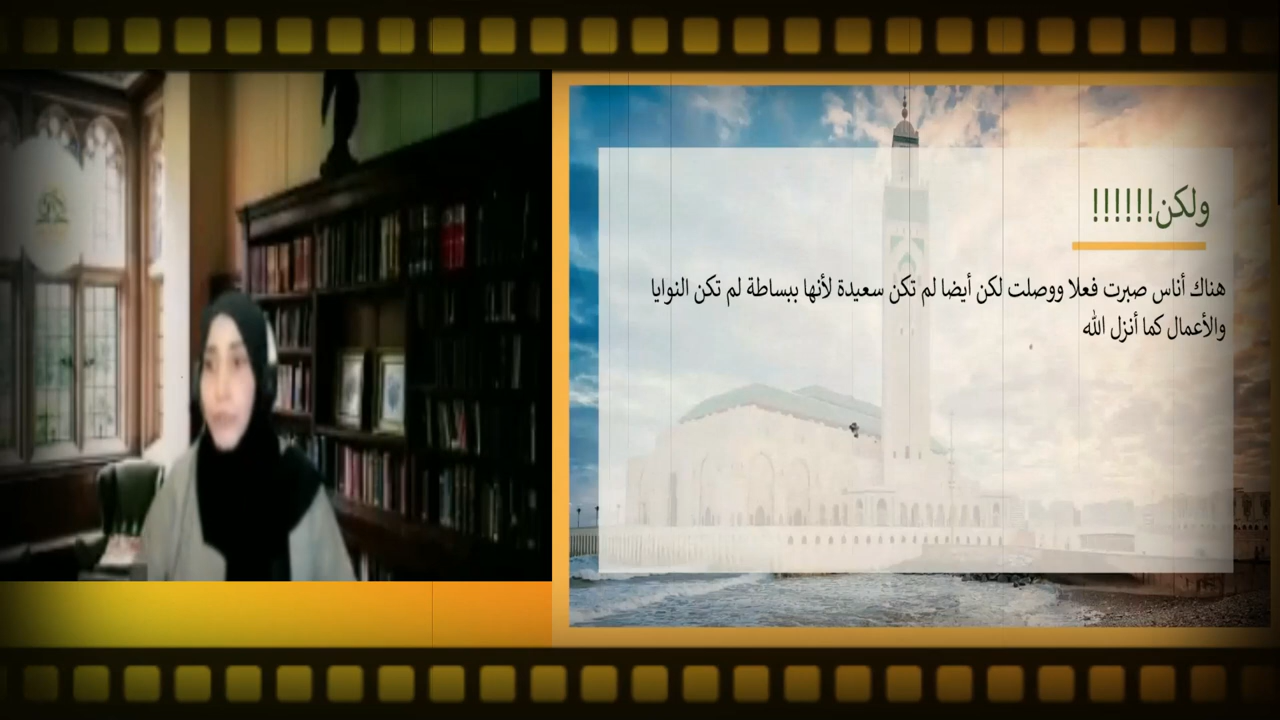 ولكن!!!!!!
هناك أناس صبرت فعلا ووصلت لكن أيضا لم تكن سعيدة لأنها ببساطة لم تكن النوايا
والأعمال كما أنزل الله